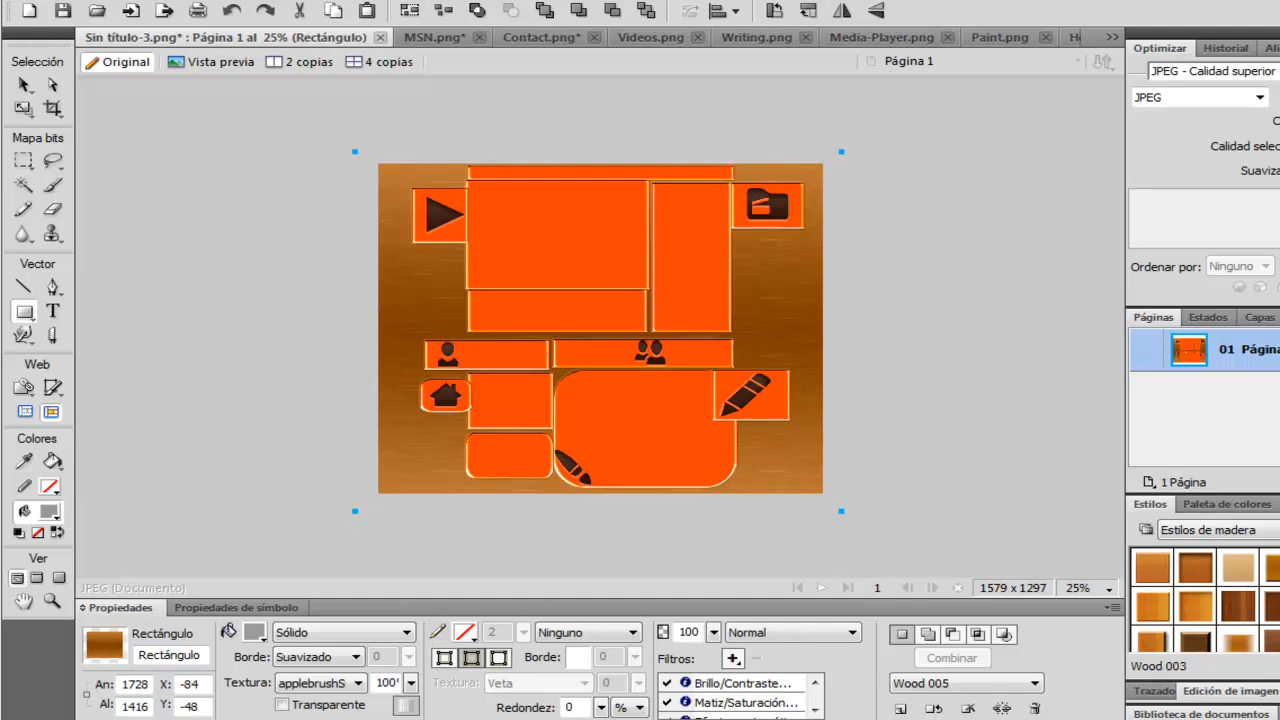 Sin título-3.png* : Página 1 al  25% (Rectángulo)
MSN.png*
Contact.png*
Videos.png
Writing.png
Media-Player.png
Paint.png
Original
Vista previa
2 copias
4 copias
Página 1
Selección
Mapa bits
Vector
T
Web
Colores
Ver
Optimizar
Historial
JPEG - Calidad superior
JPEG
Calidad selec
Suaviza
Ordenar por:
Ninguno
Páginas
Estados
Capas
01
Página
1 Página
Estilos
Paleta de colores
Estilos de madera
Wood 003
Trazado
Edición de imagen
Biblioteca de documentos
JPEG (Documento)
1
1579 x 1297
25%
Propiedades
Propiedades de símbolo
Rectángulo
Rectángulo
An: 1728
X: -84
Al: 1416
Y: -48
Sólido
Borde: Suavizado
0
Textura: applebrushS
100'
Transparente
2
Ninguno
Borde:
0
Textura: Veta
0
Redondez: 0
%
100
Normal
Filtros:
Brillo/Contraste...
Matiz/Saturación...
Combinar
Wood 005